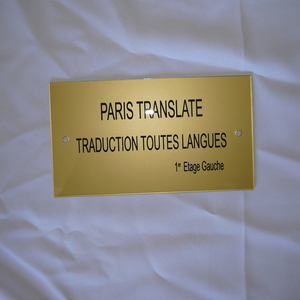 PARIS TRANSLATE
TRADUCTION TOUTES LANGUES
1er Etage Gauche